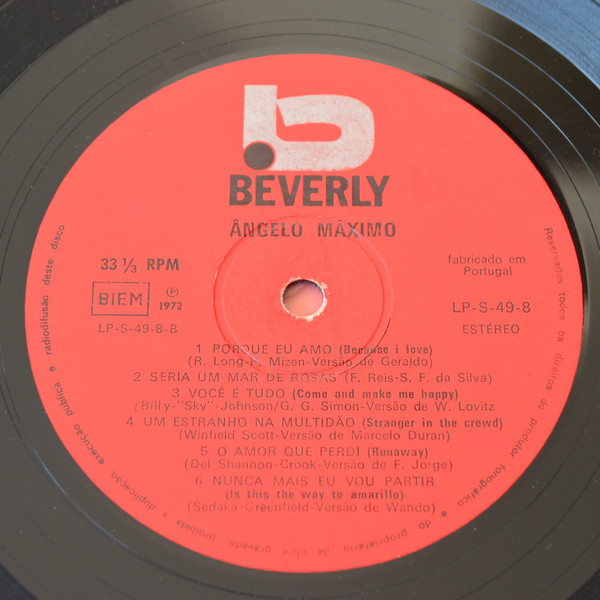 b
BEVERLY
ÂNGELO MÁXIMO
33 ⅓ RPM
fabricado em
Portugal
BIEM
℗
1972
LP-S-49-8
LP-S-49-8-B
ESTÉREO
1 PORQUE EU AMO (Because i love)
(R. Long-F. Mizen-Versão de Geraldo)
2 SERIA UM MAR DE ROSAS (F. Reis-S. F. da Silva)
3 VOCÊ É TUDO (Come and make me happy)
(Billy-"Sky"-Johnson/G. G. Simon-Versão de W. Lovitz
4 UM ESTRANHO NA MULTIDÃO (Stranger in the crowd)
(Winfield Scott-Versão de Marcelo Duran)
5 O AMOR QUE PERDI (Runaway)
(Del Shannon-Crook-Versão de F. Jorge)
6 NUNCA MAIS EU VOU PARTIR
(Is this the way to amarillo)
(Sedaka-Greenfield-Versão de Wando)
Reservados todos os direitos do produtor fonográfico e do proprietário da obra gravada proibida a duplicação, execução pública e radiodifusão deste disco